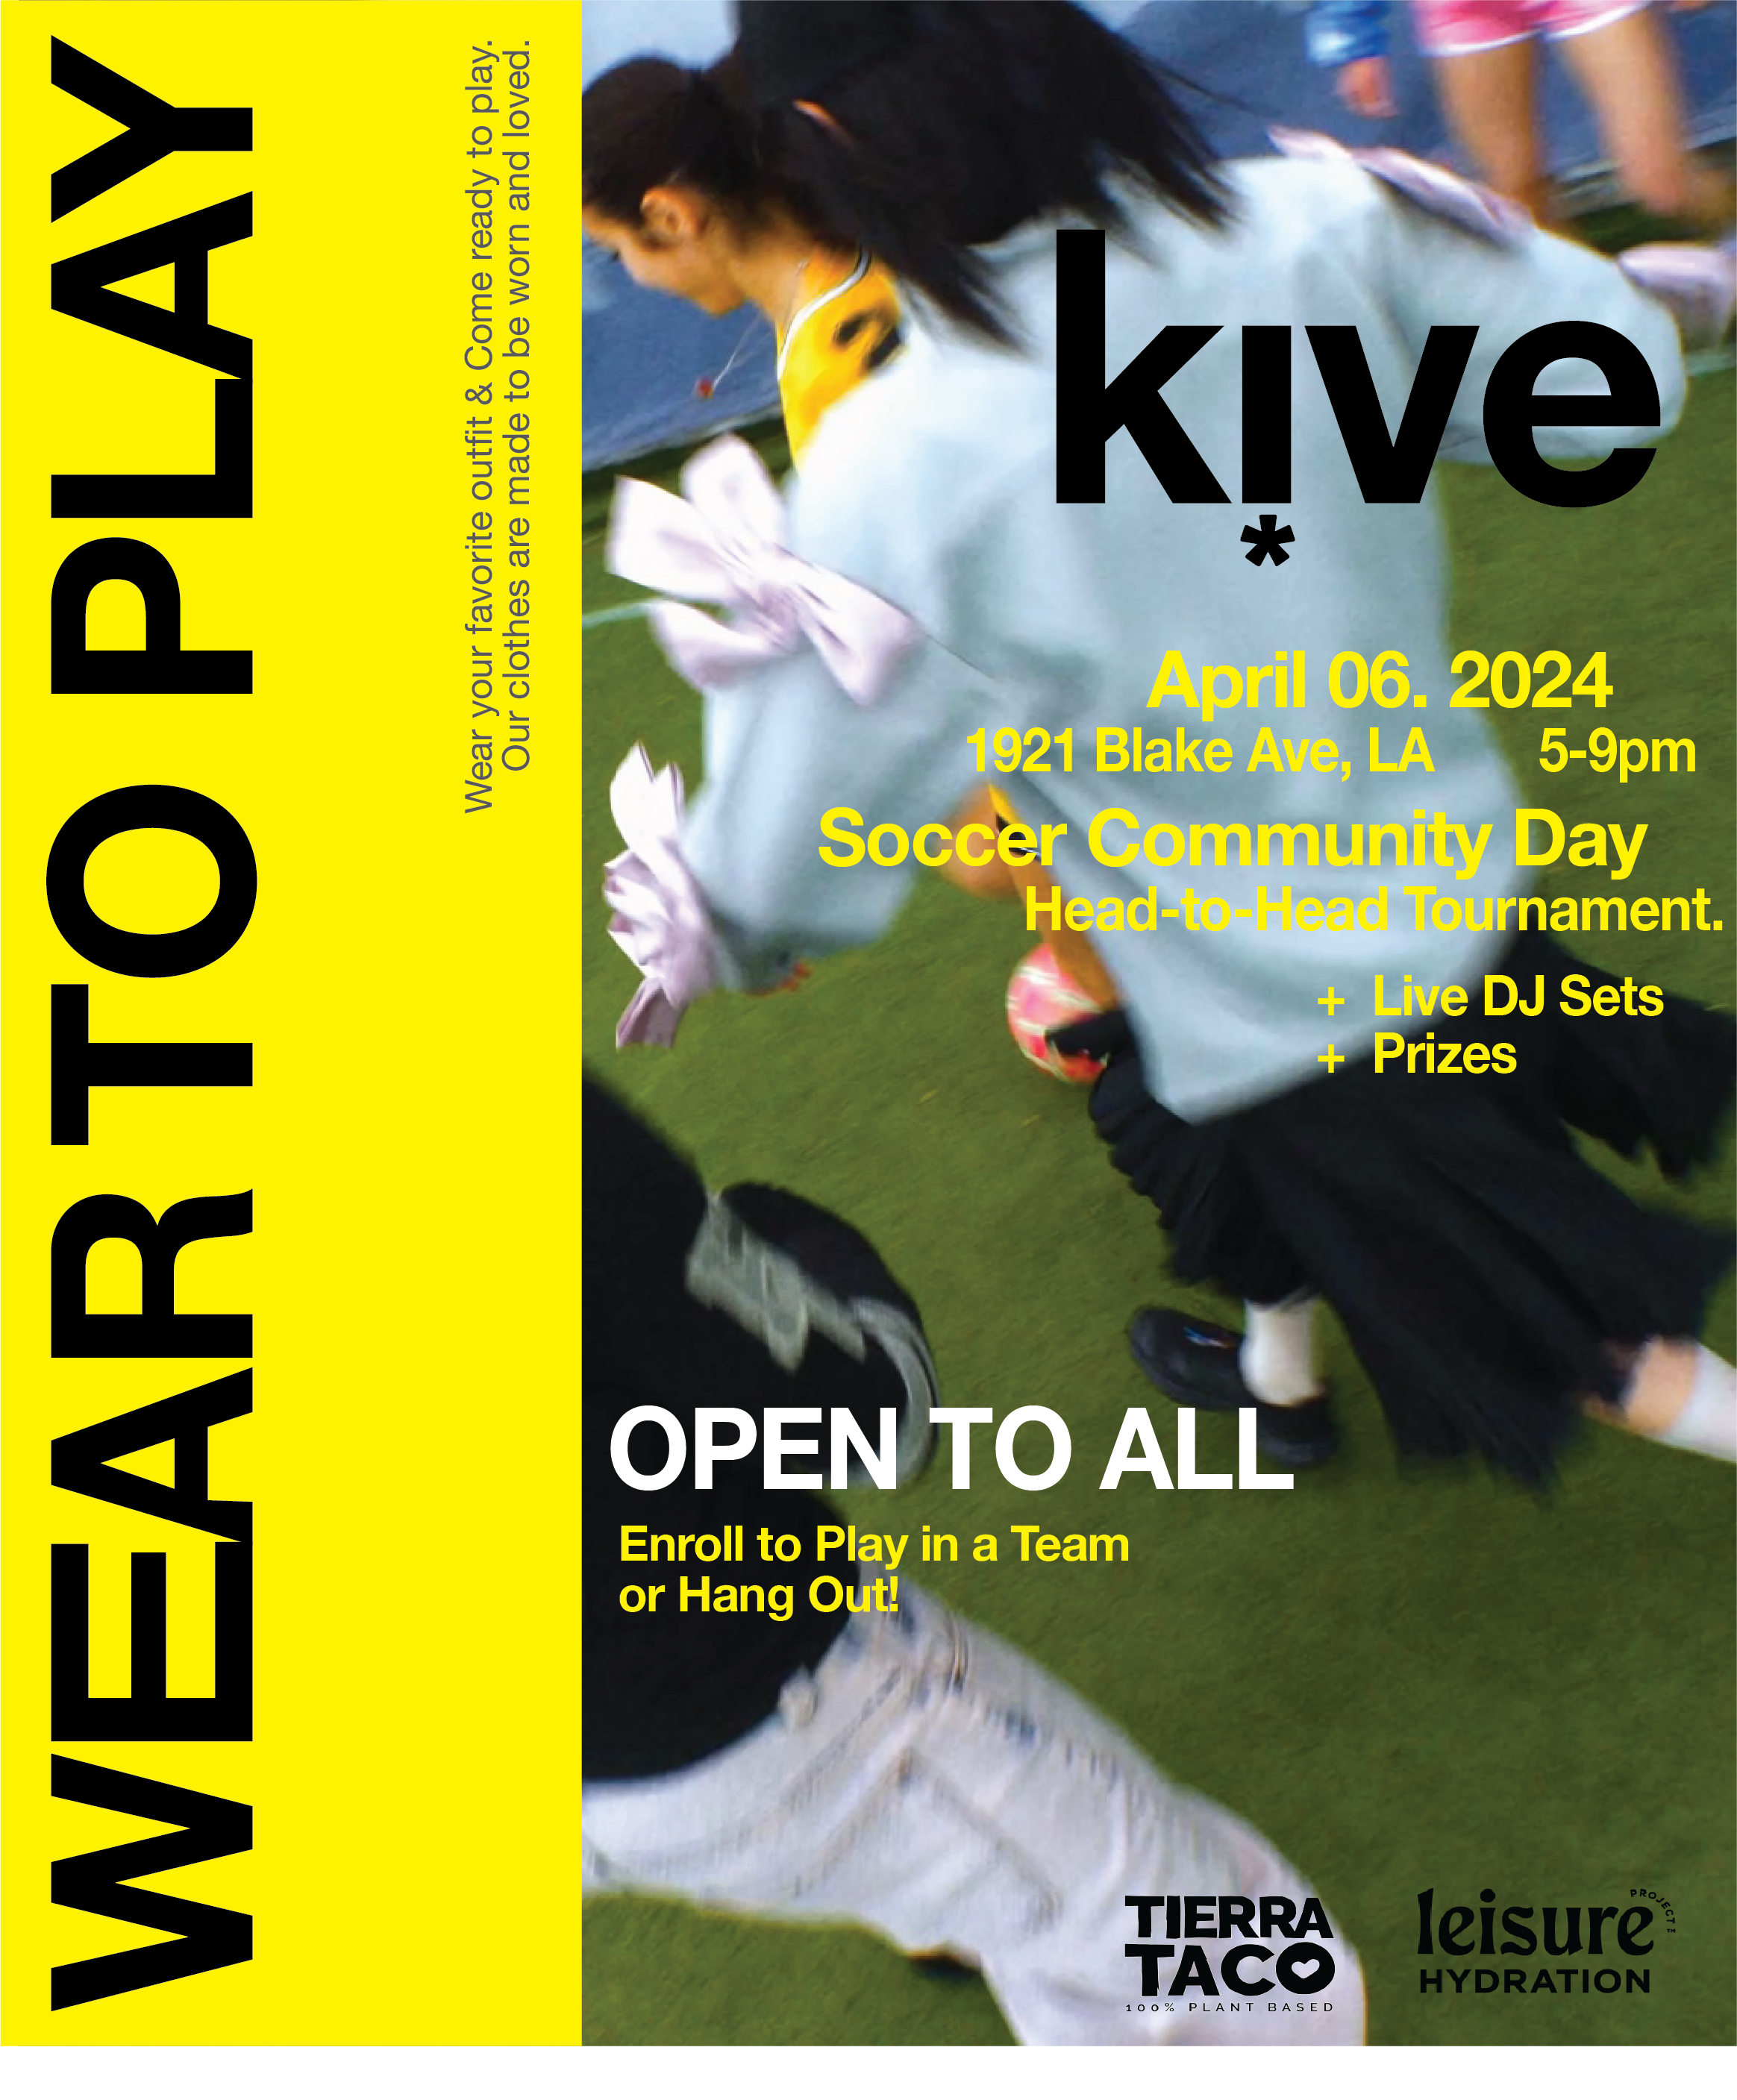 WEAR TO PLAY
Wear your favorite outfit & Come ready to play.
Our clothes are made to be worn and loved.
kive
*
April 06. 2024
1921 Blake Ave, LA 5-9pm
Soccer Community Day
Head-to-Head Tournament.
+ Live DJ Sets
+ Prizes
OPEN TO ALL
Enroll to Play in a Team
or Hang Out!
TIERRA
TACO
100% PLANT BASED
leisure
PROJECT
HYDRATION